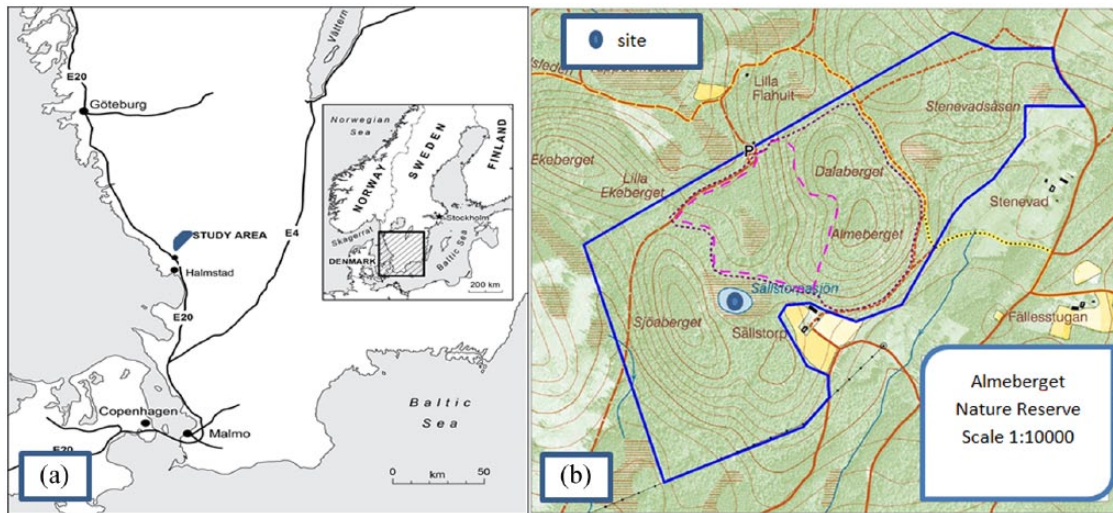 Vättern
E20
Göteborg
STUDY AREA
E4
Halmstad
E20
Copenhagen
E20
Malmo
Baltic
Sea
0 50
km
Norwegian
Sea
NORWAY
SWEDEN
FINLAND
Stockholm
Skagerrat
DENMARK
Baltic Sea
200 km
(a)
site
Lilla
Flahult
Stenevadsåsen
P
Ekeberget
Lilla
Ekeberget
Dalaberget
Stenevad
Almeberget
Sällstorpasjön
Sjöaberget
Sällstorp
P
Fällesstugan
Almeberget
Nature Reserve
Scale 1:10000
(b)